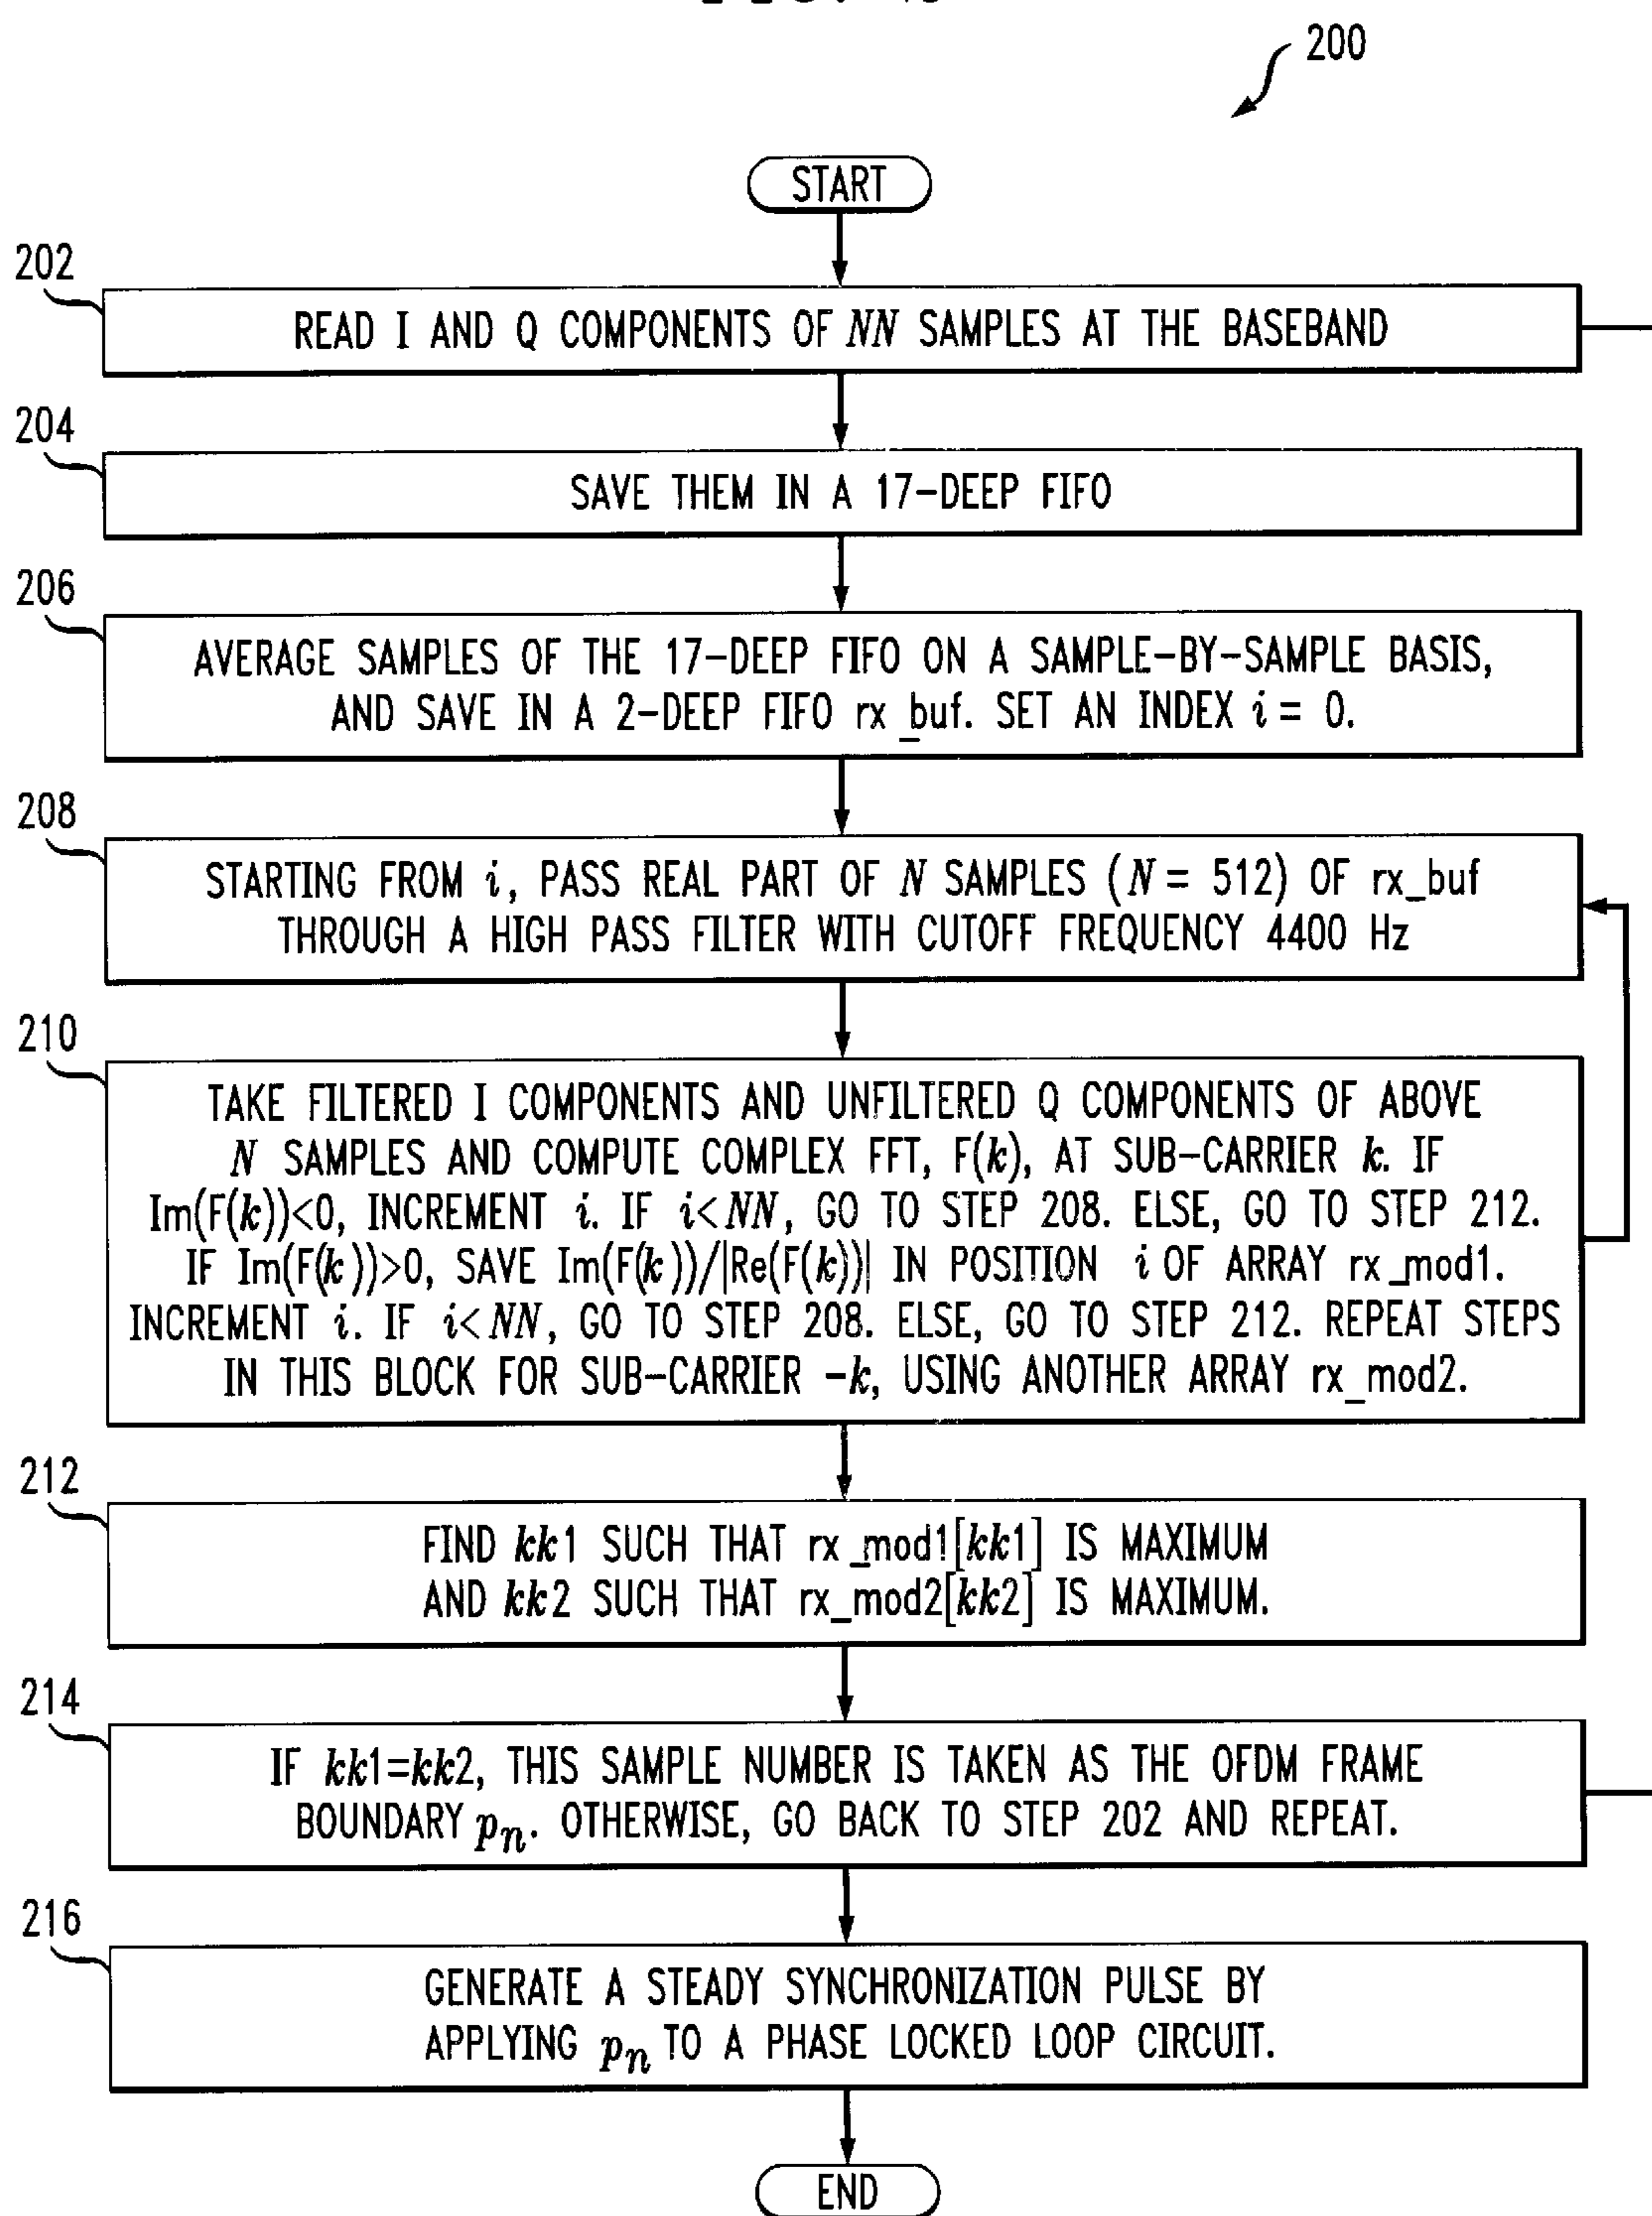 200
START
202
READ I AND Q COMPONENTS OF NN SAMPLES AT THE BASEBAND
204
SAVE THEM IN A 17-DEEP FIFO
206
AVERAGE SAMPLES OF THE 17-DEEP FIFO ON A SAMPLE-BY-SAMPLE BASIS,
AND SAVE IN A 2-DEEP FIFO rx_buf. SET AN INDEX i = 0.
208
STARTING FROM i, PASS REAL PART OF N SAMPLES (N = 512) OF rx_buf
THROUGH A HIGH PASS FILTER WITH CUTOFF FREQUENCY 4400 Hz
210
TAKE FILTERED I COMPONENTS AND UNFILTERED Q COMPONENTS OF ABOVE
N SAMPLES AND COMPUTE COMPLEX FFT, F(k), AT SUB-CARRIER k. IF
Im(F(k))<0, INCREMENT i. IF i<NN, GO TO STEP 208. ELSE, GO TO STEP 212.
IF Im(F(k))>0, SAVE Im(F(k))/|Re(F(k))| IN POSITION i OF ARRAY rx_mod1.
INCREMENT i. IF i<NN, GO TO STEP 208. ELSE, GO TO STEP 212. REPEAT STEPS
IN THIS BLOCK FOR SUB-CARRIER -k, USING ANOTHER ARRAY rx_mod2.
212
FIND kk1 SUCH THAT rx_mod1[kk1] IS MAXIMUM
AND kk2 SUCH THAT rx_mod2[kk2] IS MAXIMUM.
214
IF kk1=kk2, THIS SAMPLE NUMBER IS TAKEN AS THE OFDM FRAME
BOUNDARY pn. OTHERWISE, GO BACK TO STEP 202 AND REPEAT.
216
GENERATE A STEADY SYNCHRONIZATION PULSE BY
APPLYING pn TO A PHASE LOCKED LOOP CIRCUIT.
END